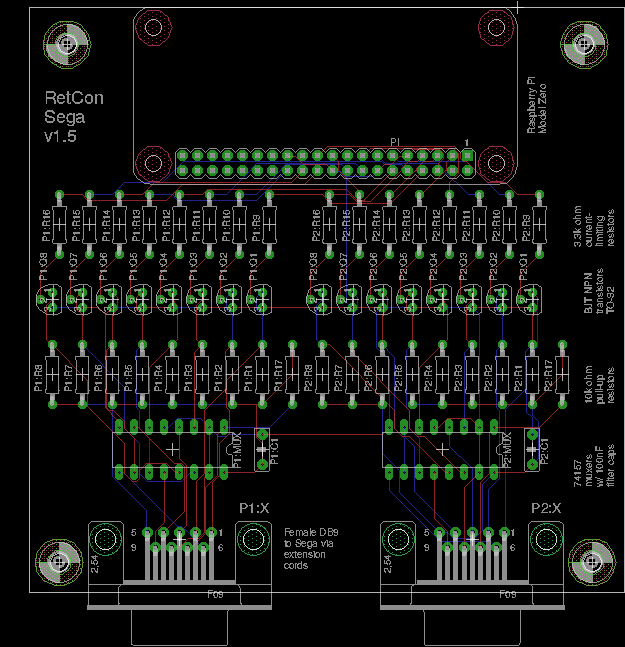 RetCon
Sega
v1.5
Raspberry Pi
Model Zero
PI
1
P1:R16
P1:R15
P1:R14
P1:R13
P1:R12
P1:R11
P1:R10
P1:R9
P2:R16
P2:R15
P2:R14
P2:R13
P2:R12
P2:R11
P2:R10
P2:R9
3.3k ohm
current-
limiting
resistors
P1:Q8
P1:Q7
P1:Q6
P1:Q5
P1:Q4
P1:Q3
P1:Q2
P1:Q1
P2:Q8
P2:Q7
P2:Q6
P2:Q5
P2:Q4
P2:Q3
P2:Q2
P2:Q1
BJT NPN
transistors
TO-92
P1:R8
P1:R7
P1:R6
P1:R5
P1:R4
P1:R3
P1:R2
P1:R1
P1:R17
P2:R8
P2:R7
P2:R6
P2:R5
P2:R4
P2:R3
P2:R2
P2:R1
P2:R17
10k ohm
pull-up
resistors
P1:MUX
P1:C1
P2:MUX
P2:C1
74157
muxers
w/ 100nF
filter caps
P1:X
P2:X
5
1
9
6
2,54
F09
Female DB9
to Sega via
extension
cords
5
1
9
6
2,54
F09